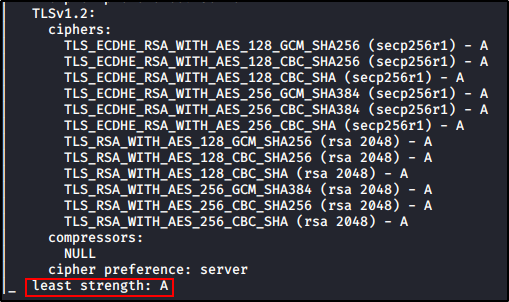 TLSv1.2:
ciphers:
TLS_ECDHE_RSA_WITH_AES_128_GCM_SHA256 (secp256r1) - A
TLS_ECDHE_RSA_WITH_AES_128_CBC_SHA256 (secp256r1) - A
TLS_ECDHE_RSA_WITH_AES_128_CBC_SHA (secp256r1) - A
TLS_ECDHE_RSA_WITH_AES_256_GCM_SHA384 (secp256r1) - A
TLS_ECDHE_RSA_WITH_AES_256_CBC_SHA384 (secp256r1) - A
TLS_ECDHE_RSA_WITH_AES_256_CBC_SHA (secp256r1) - A
TLS_RSA_WITH_AES_128_GCM_SHA256 (rsa 2048) - A
TLS_RSA_WITH_AES_128_CBC_SHA256 (rsa 2048) - A
TLS_RSA_WITH_AES_128_CBC_SHA (rsa 2048) - A
TLS_RSA_WITH_AES_256_GCM_SHA384 (rsa 2048) - A
TLS_RSA_WITH_AES_256_CBC_SHA256 (rsa 2048) - A
TLS_RSA_WITH_AES_256_CBC_SHA (rsa 2048) - A
compressors:
NULL
cipher preference: server
|_ least strength: A